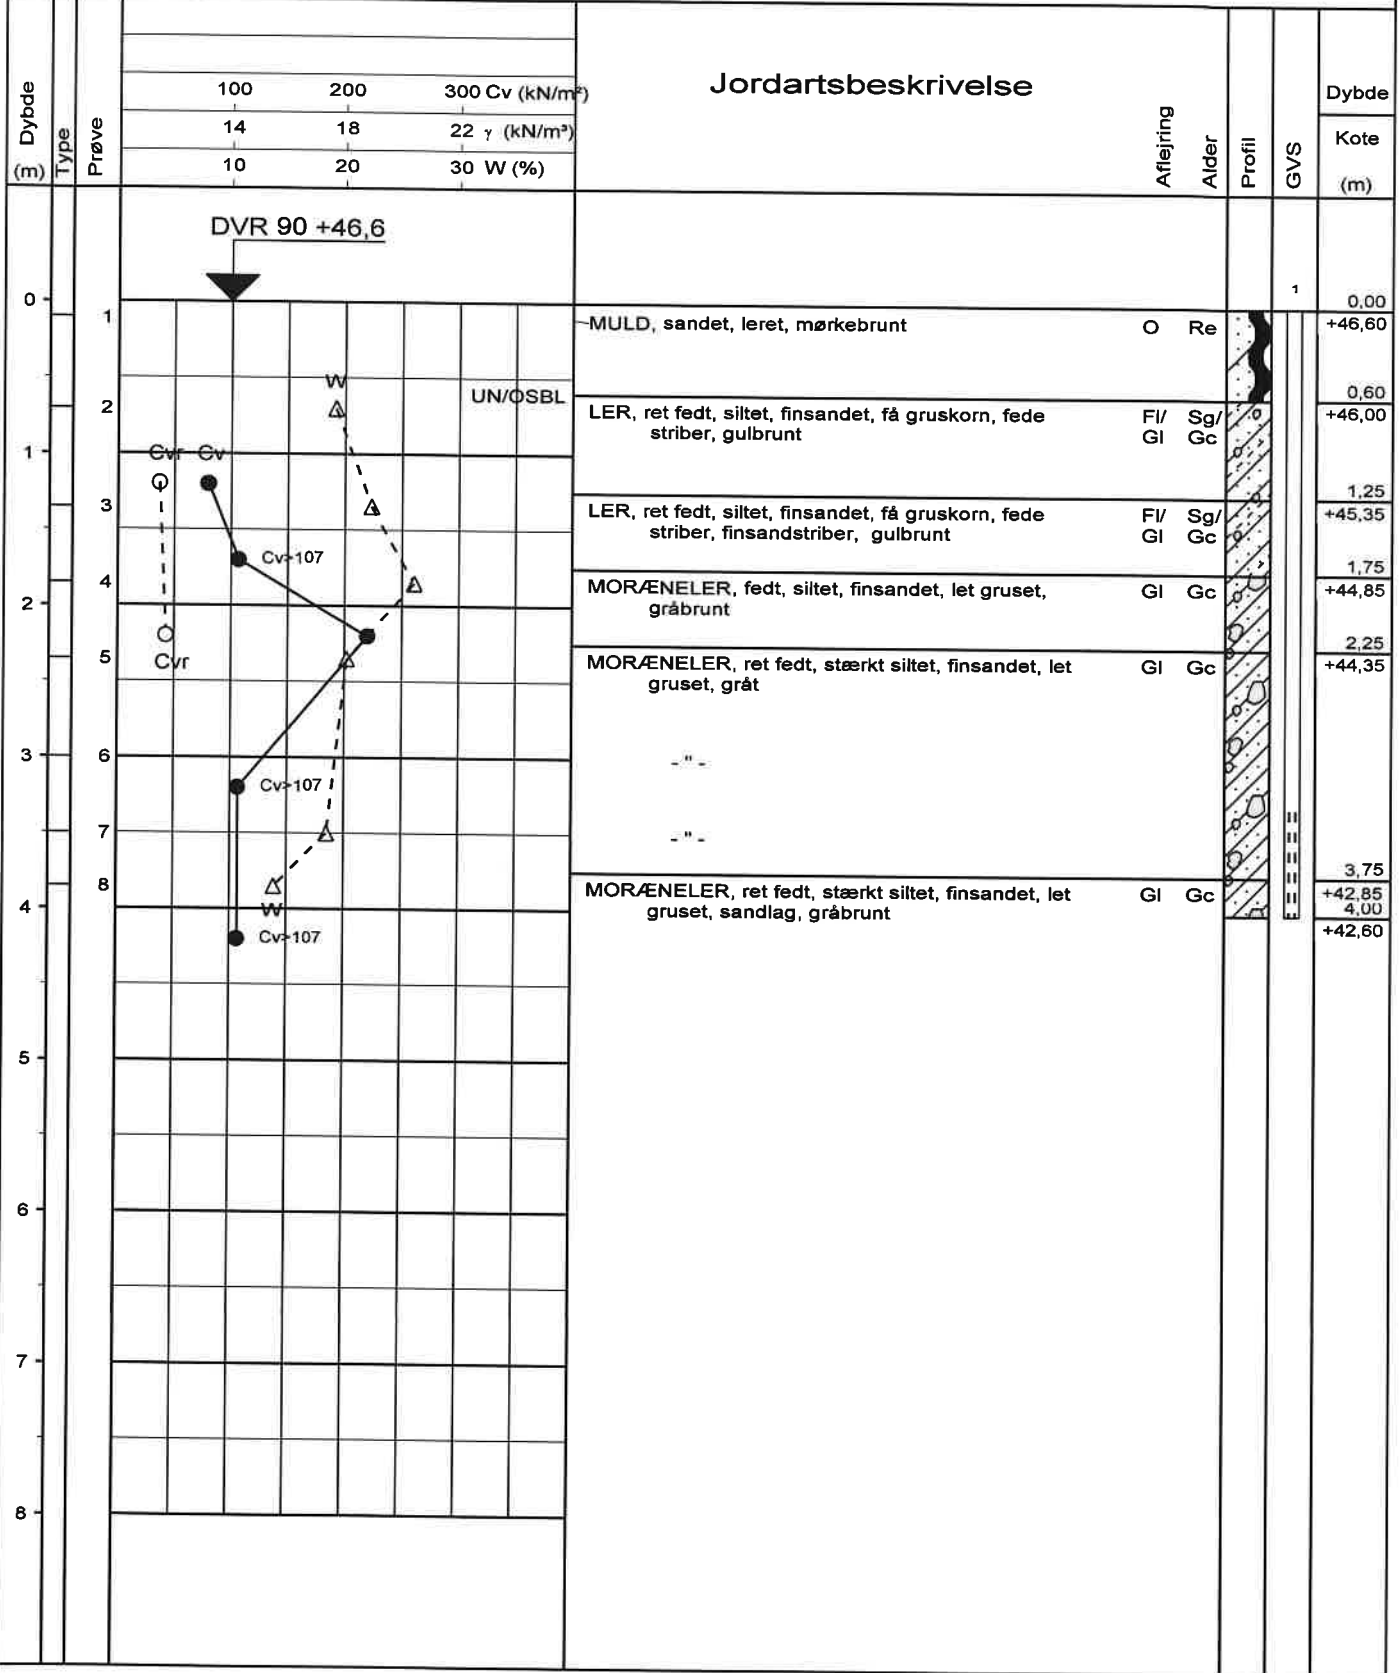 Dybde
(m)
Type
Prøve
100 200 300 Cv (kN/m²)
14 18 22 γ (kN/m³)
10 20 30 W (%)
Jordartsbeskrivelse
Aflejring
Alder
Profil
GVS
Dybde
Kote
(m)
DVR 90 +46,6
0
1
1
0,00
MULD, sandet, leret, mørkebrunt O Re
+46,60
W
UN/OSBL
0,60
2
LER, ret fedt, siltet, finsandet, få gruskorn, fede Fl/ Sg/
+46,00
striber, gulbrunt Gl Gc
1
Cvr Cv
1,25
3
LER, ret fedt, siltet, finsandet, få gruskorn, fede Fl/ Sg/
+45,35
striber, finsandstriber, gulbrunt Gl Gc
Cv>107
1,75
4
MORÆNELER, fedt, siltet, finsandet, let gruset, Gl Gc
+44,85
gråbrunt
2
2,25
5
Cvr
MORÆNELER, ret fedt, stærkt siltet, finsandet, let Gl Gc
+44,35
gruset, gråt
3
6
- " -
Cv>107
7
- " -
3,75
8
MORÆNELER, ret fedt, stærkt siltet, finsandet, let Gl Gc
+42,85
gruset, sandlag, gråbrunt
4
W
4,00
Cv>107
+42,60
5
6
7
8